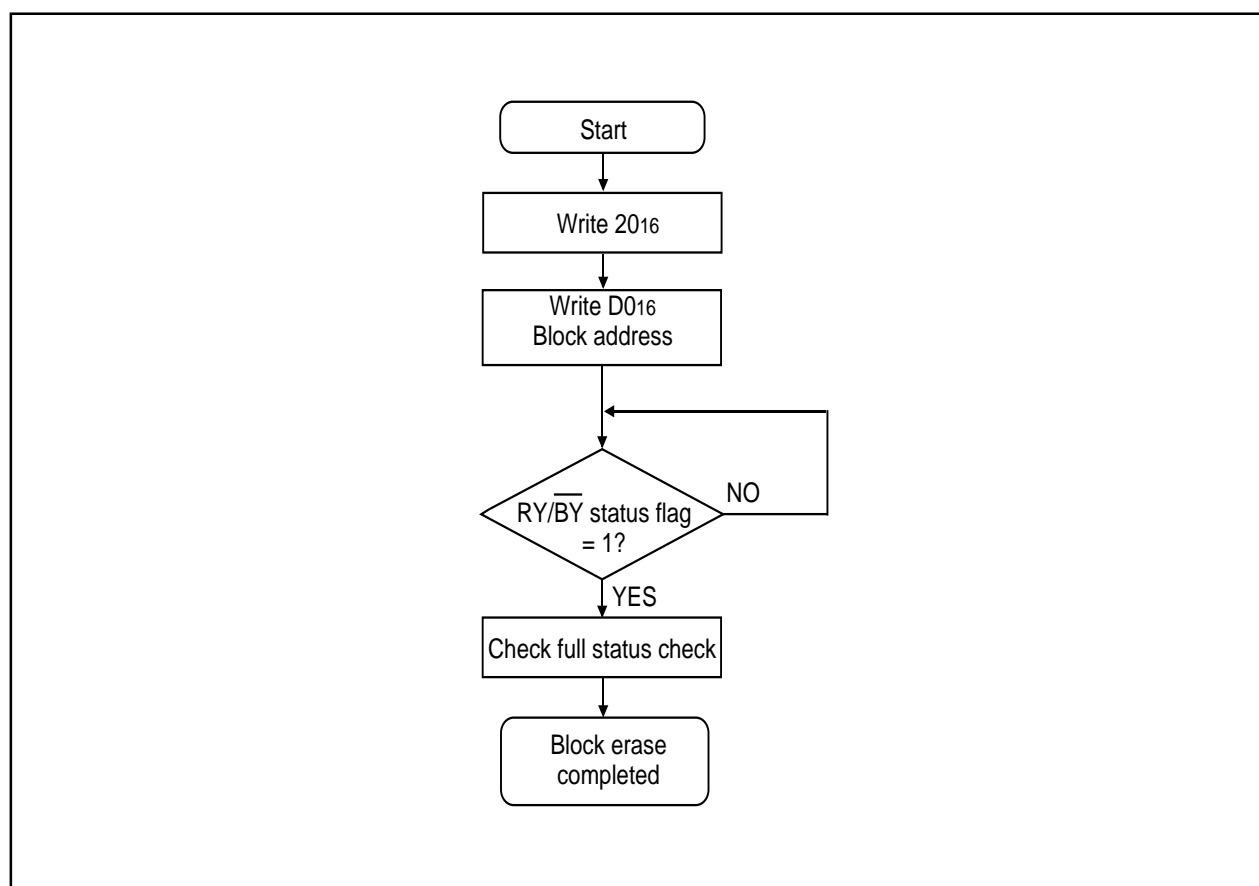 Start
Write 2016
Write D016
Block address
RY/B̅Y̅ status flag
= 1?
NO
YES
Check full status check
Block erase
completed